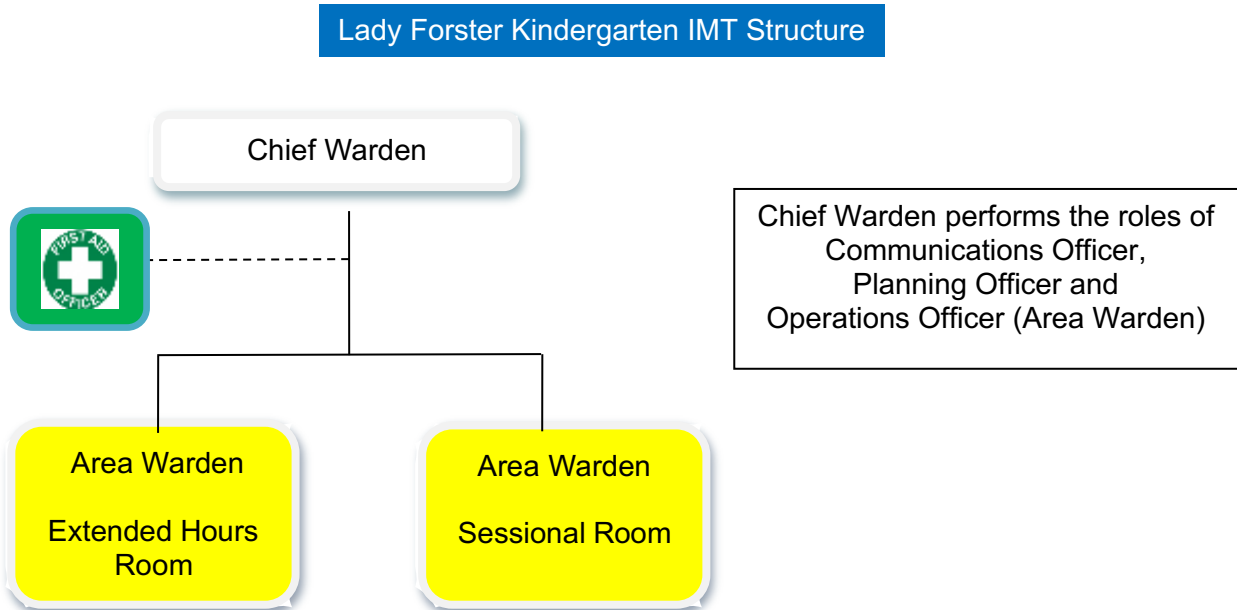 Lady Forster Kindergarten IMT Structure
Chief Warden
FIRST AID
OFFICER
Chief Warden performs the roles of
Communications Officer,
Planning Officer and
Operations Officer (Area Warden)
Area Warden
Extended Hours
Room
Area Warden
Sessional Room